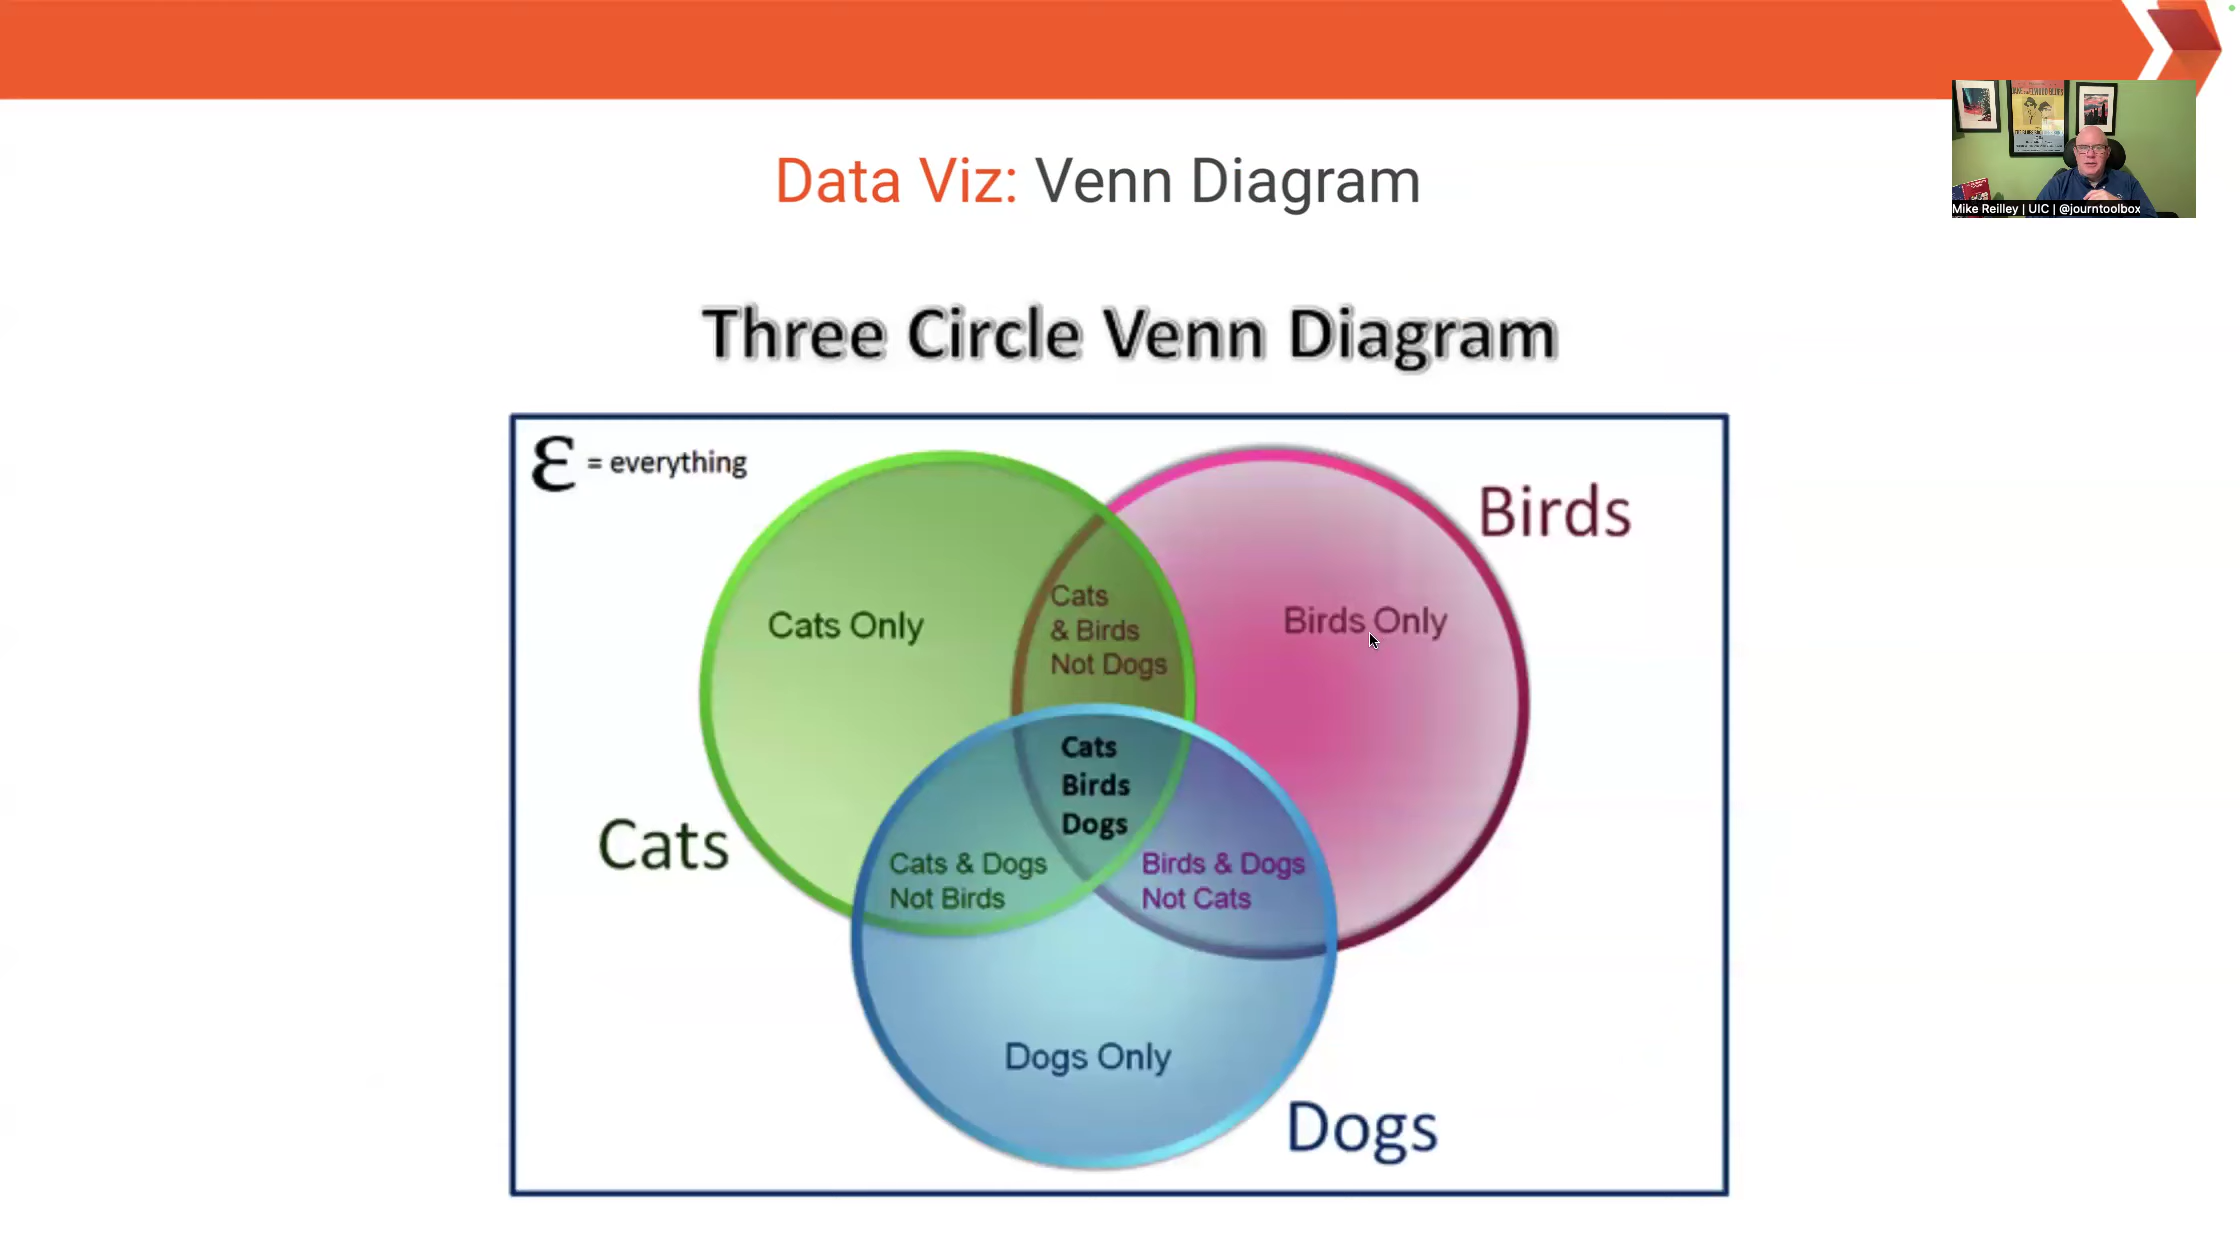 Mike Reilley | UIC | @journtoolbox
Data Viz: Venn Diagram
Three Circle Venn Diagram
ε = everything
Birds
Cats Only
Cats
& Birds
Not Dogs
Birds Only
Cats
Birds
Dogs
Cats
Cats & Dogs
Not Birds
Birds & Dogs
Not Cats
Dogs Only
Dogs